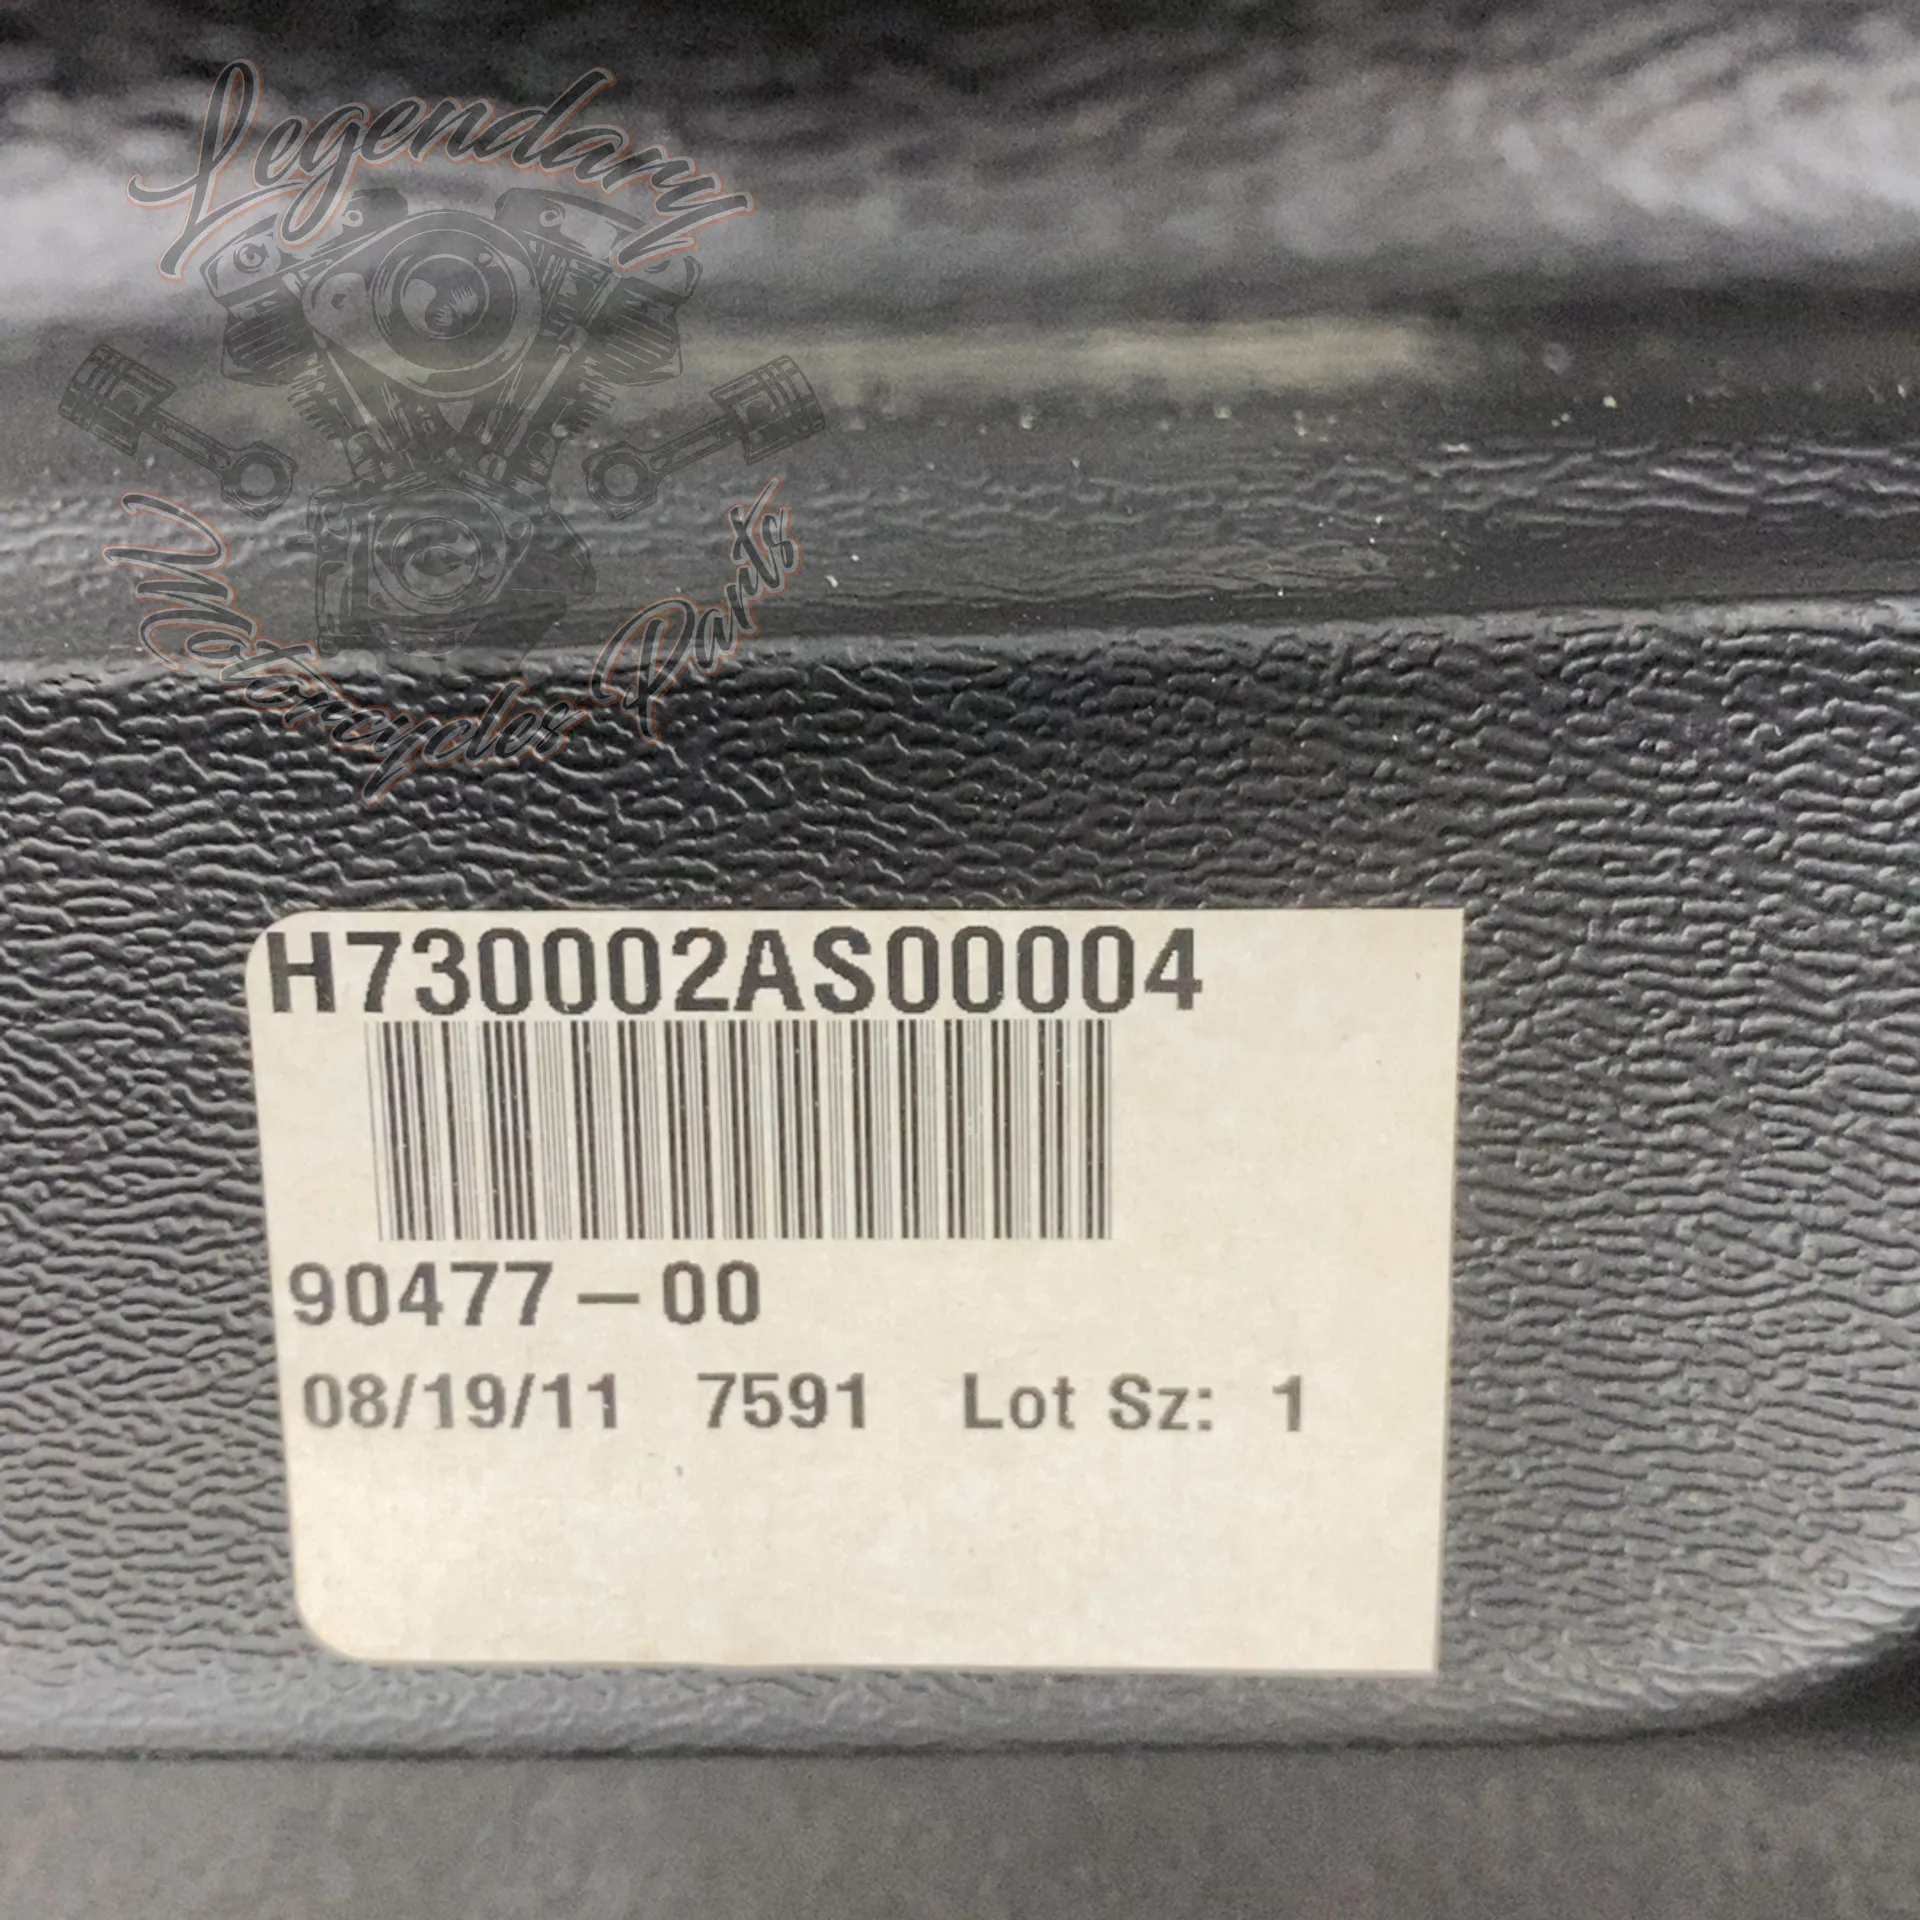 Legendary
Motorcycles Parts
H730002AS00004
90477-00
08/19/11 7591 Lot Sz: 1